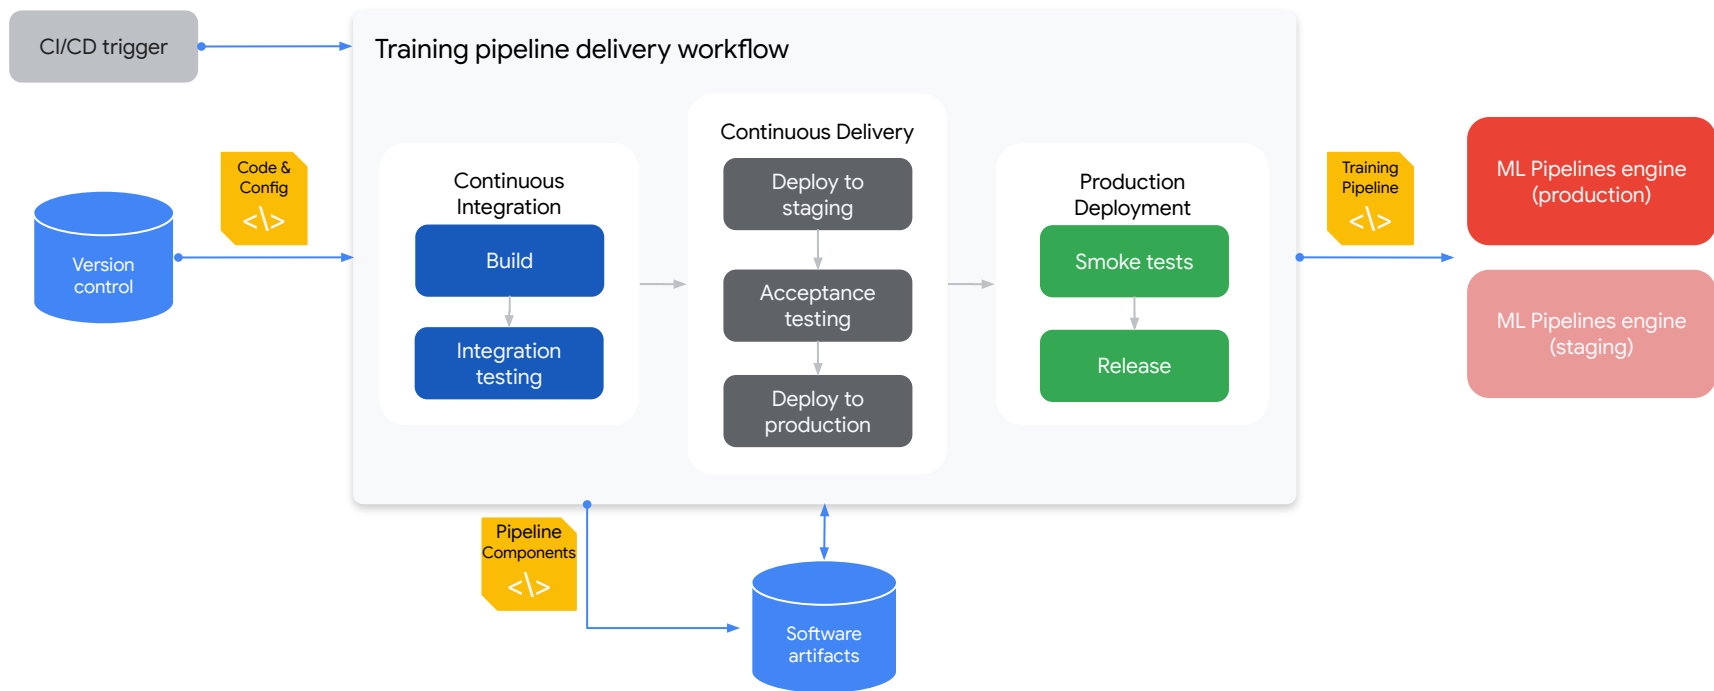 CI/CD trigger
Training pipeline delivery workflow
Code &
Config
</>
Version
control
Continuous
Integration
Build
Integration
testing
Continuous Delivery
Deploy to
staging
Acceptance
testing
Deploy to
production
Production
Deployment
Smoke tests
Release
Training
Pipeline
</>
ML Pipelines engine
(production)
ML Pipelines engine
(staging)
Pipeline
Components
</>
Software
artifacts